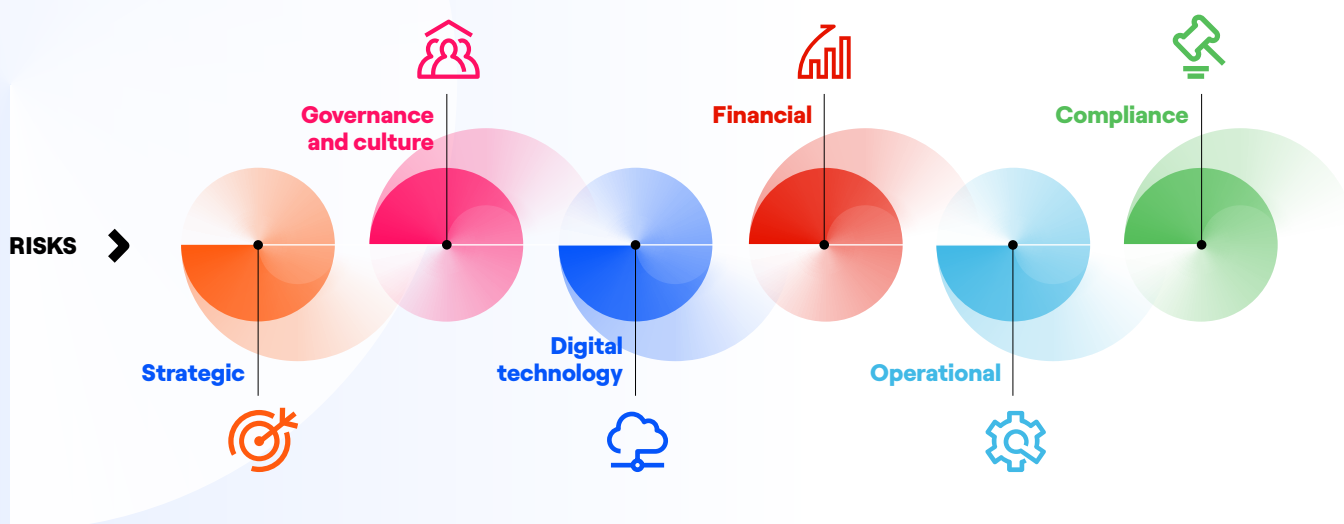 RISKS
Strategic
Governance
and culture
Digital
technology
Financial
Operational
Compliance